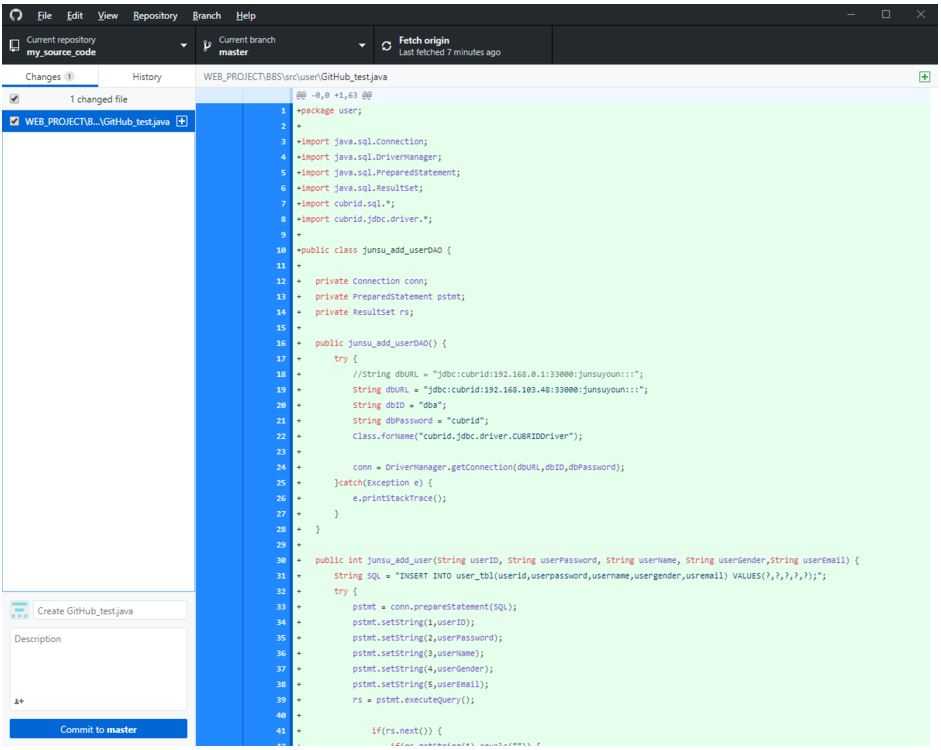 File Edit View Repository Branch Help
Current repository
my_source_code
Current branch
master
Fetch origin
Last fetched 7 minutes ago
Changes 1
History
1 changed file
WEB_PROJECT\B...\GitHub_test.java
WEB_PROJECT\BBS\src\user\GitHub_test.java
@@ -0,0 +1,63 @@
1 +package user;
2 +
3 +import java.sql.Connection;
4 +import java.sql.DriverManager;
5 +import java.sql.PreparedStatement;
6 +import java.sql.ResultSet;
7 +import cubrid.sql.*;
8 +import cubrid.jdbc.driver.*;
9 +
10 +public class junsu_add_userDAO {
11 +
12 + private Connection conn;
13 + private PreparedStatement pstmt;
14 + private ResultSet rs;
15 +
16 + public junsu_add_userDAO() {
17 + try {
18 + //String dbURL = "jdbc:cubrid:192.168.0.1:33000:junsuyoun:::";
19 + String dbURL = "jdbc:cubrid:192.168.103.48:33000:junsuyoun:::";
20 + String dbID = "dba";
21 + String dbPassword = "cubrid";
22 + Class.forName("cubrid.jdbc.driver.CUBRIDDriver");
23 +
24 + conn = DriverManager.getConnection(dbURL,dbID,dbPassword);
25 + }catch(Exception e) {
26 + e.printStackTrace();
27 + }
28 + }
29 +
30 + public int junsu_add_user(String userID, String userPassword, String userName, String userGender,String userEmail) {
31 + String SQL = "INSERT INTO user_tbl(userid,userpassword,username,usergender,usremail) VALUES(?,?,?,?,?);";
32 + try {
33 + pstmt = conn.prepareStatement(SQL);
34 + pstmt.setString(1,userID);
35 + pstmt.setString(2,userPassword);
36 + pstmt.setString(3,userName);
37 + pstmt.setString(4,userGender);
38 + pstmt.setString(5,userEmail);
39 + rs = pstmt.executeQuery();
40 +
41 + if(rs.next()) {
42 + if(rs.getString(1).equals("")) {
Create GitHub_test.java
Description
Commit to master